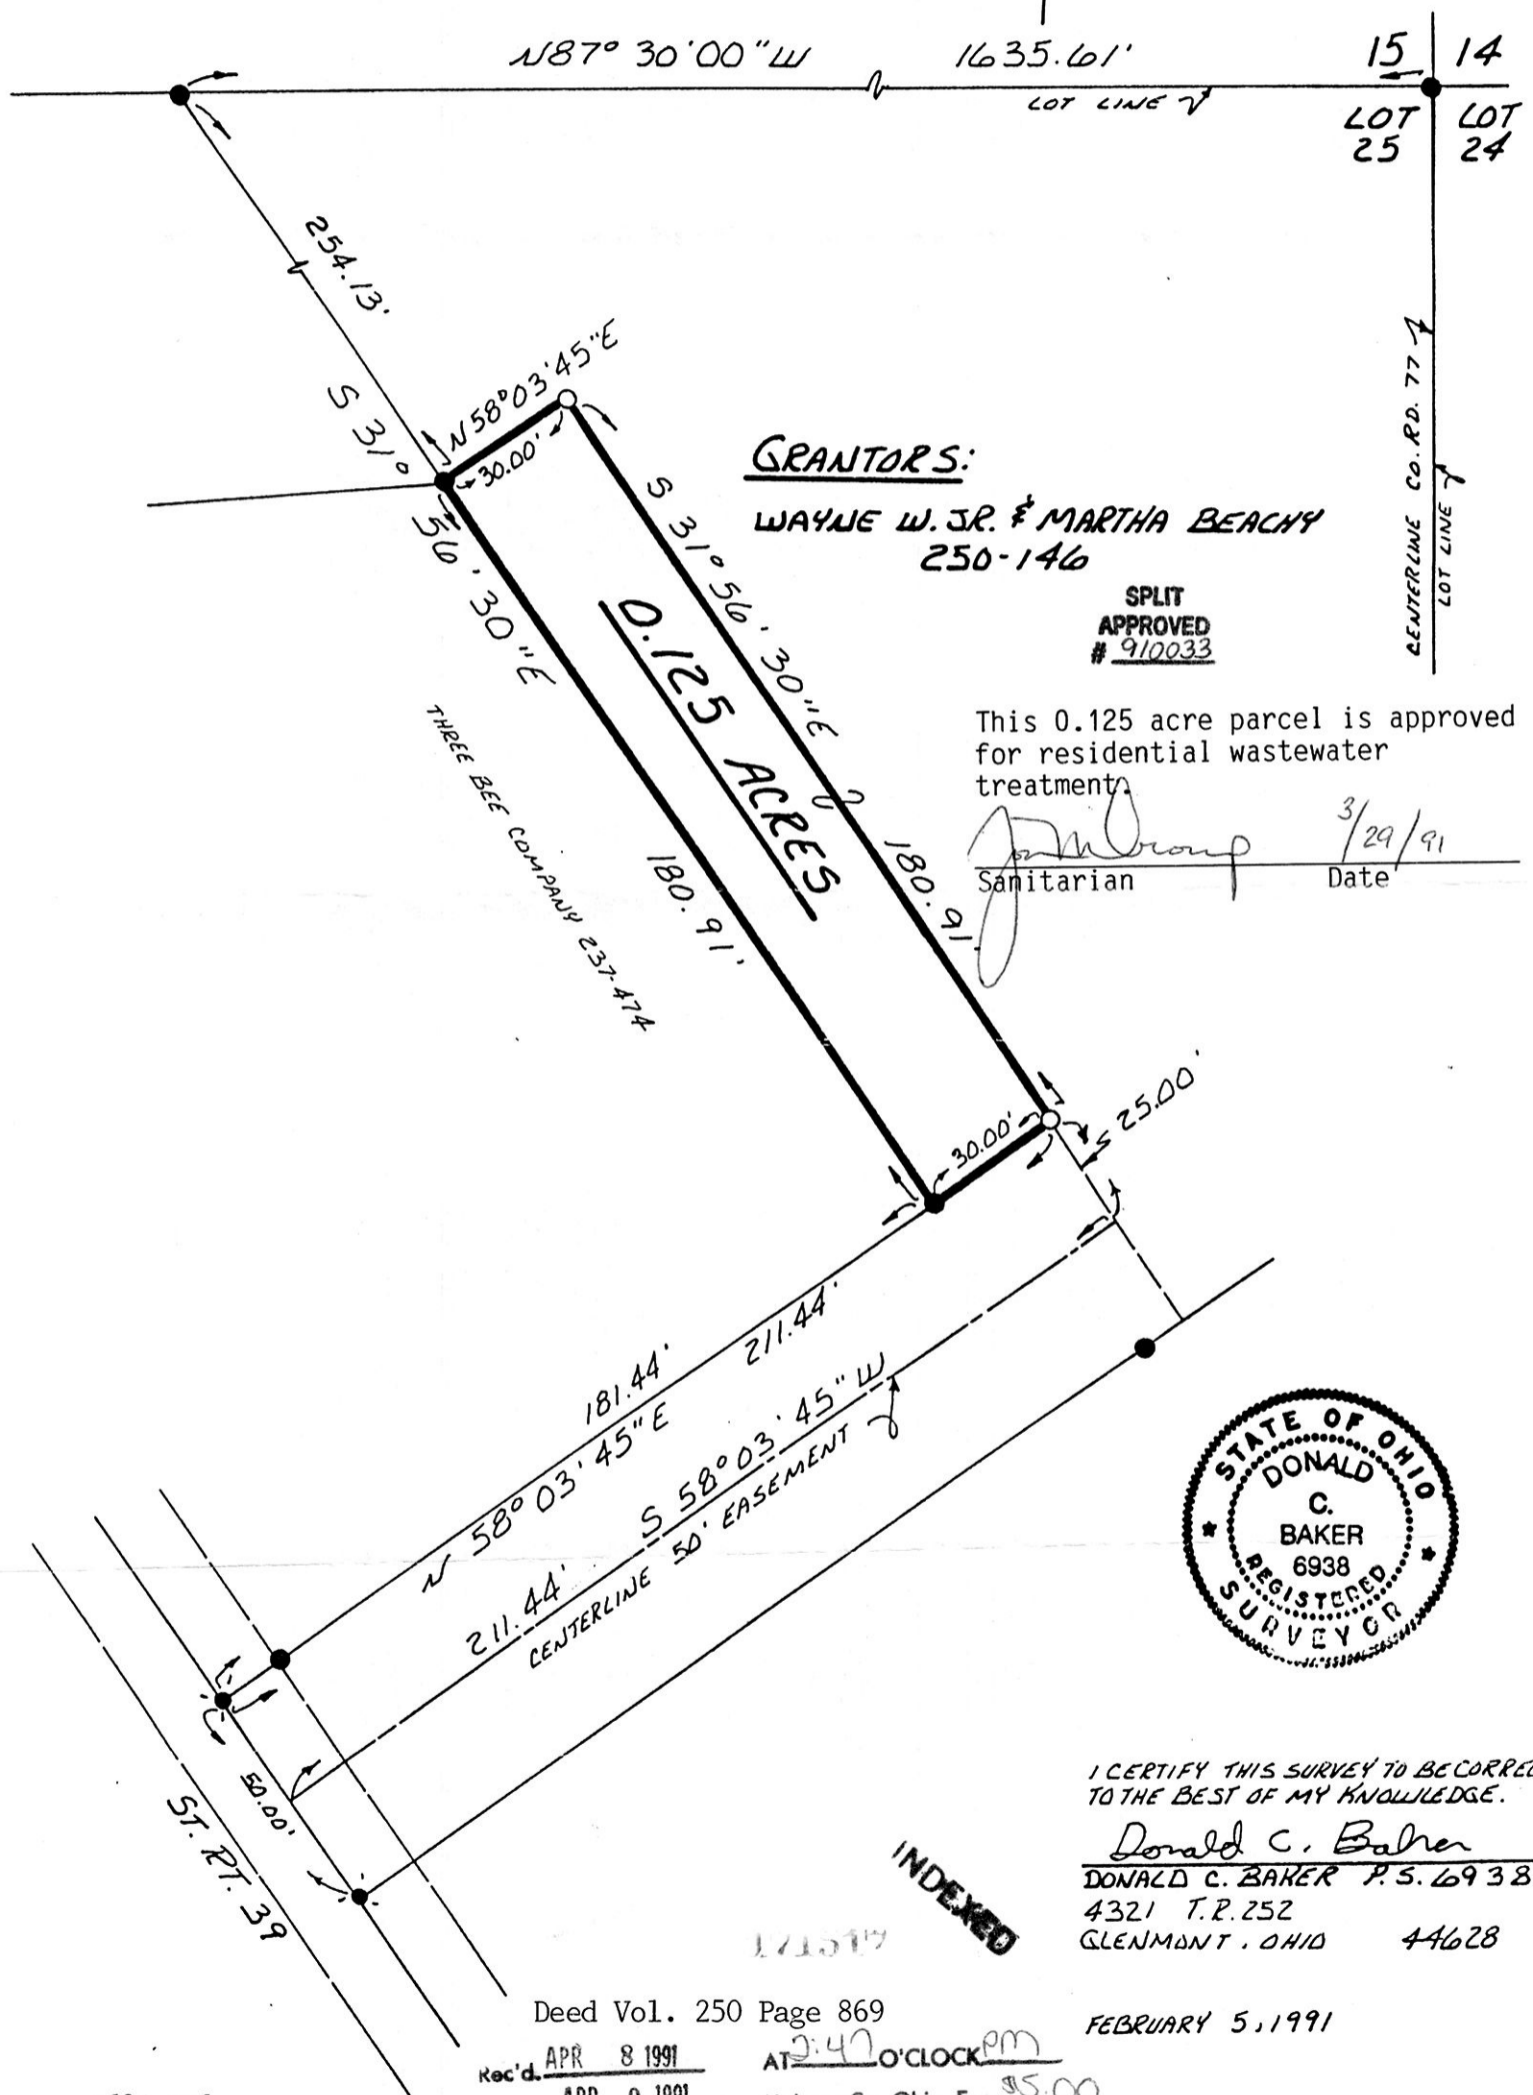 N87° 30'00"W 1635.61'
15 14
LOT LINE
LOT LOT
25 24
254.13'
S 31° 56' 30"E
N 58°03'45"E
30.00'
GRANTORS:
WAYNE W. JR. & MARTHA BEACHY
250-146
SPLIT
APPROVED
# 910033
CENTERLINE CO. RD. 77
LOT LINE
S 31° 56' 30"E
180.91'
0.125 ACRES
180.91'
THREE BEE COMPANY 237-474
This 0.125 acre parcel is approved
for residential wastewater
treatment.
3/29/91
Sanitarian Date
25.00'
30.00'
181.44' 211.44'
N 58° 03' 45"E
211.44' S 58° 03' 45" W
CENTERLINE 50' EASEMENT
STATE OF OHIO
DONALD
C.
BAKER
6938
REGISTERED
SURVEYOR
50.00'
ST. RT. 39
I CERTIFY THIS SURVEY TO BE CORREC
TO THE BEST OF MY KNOWLEDGE.
Donald C. Baker
DONALD C. BAKER P.S. 6938
4321 T.R. 252
GLENMONT, OHIO 44628
INDEXED
FEBRUARY 5, 1991
Deed Vol. 250 Page 869
Rec'd. APR 8 1991 AT 2:47 O'CLOCK PM
$5.00